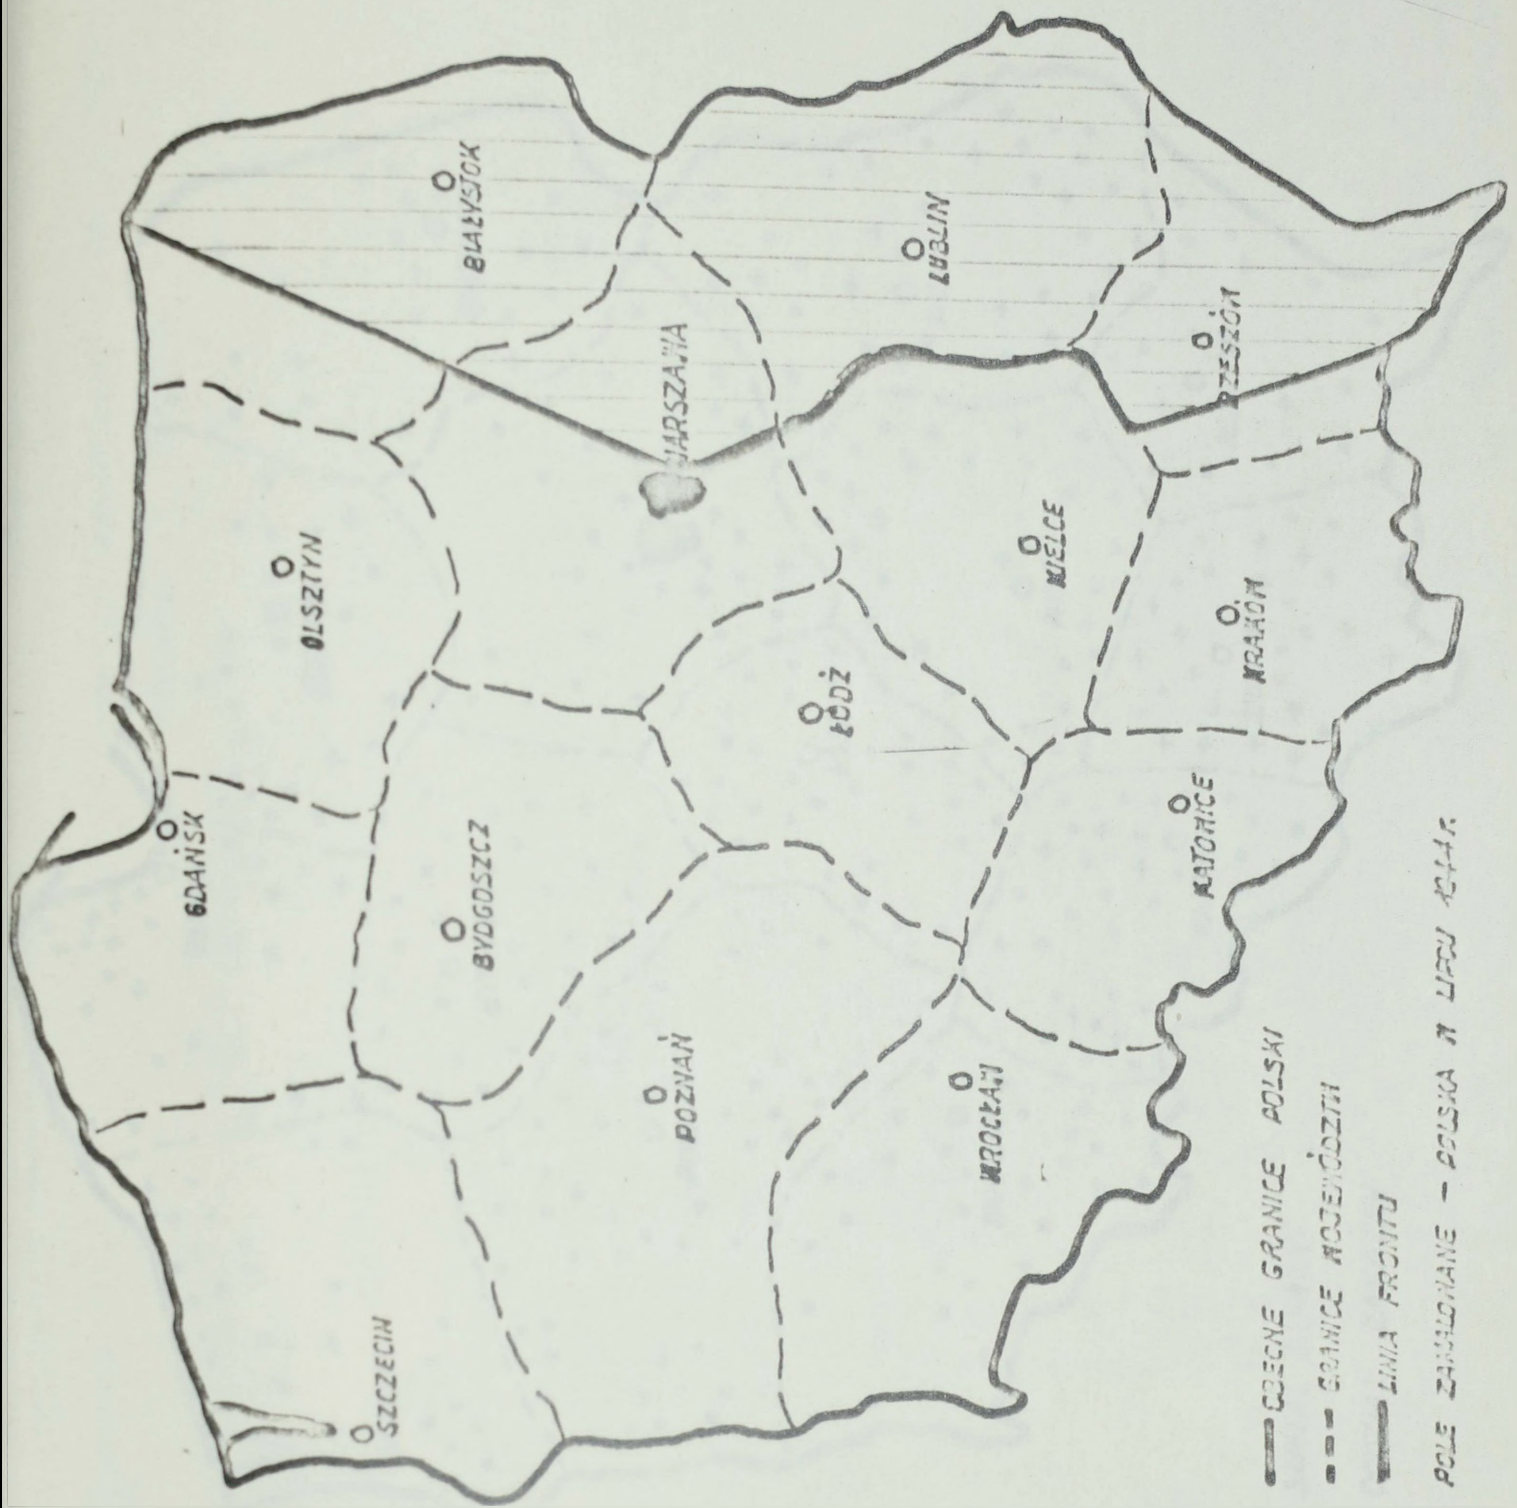 BIAŁYSTOK
OLSZTYN
GDAŃSK
SZCZECIN
BYDGOSZCZ
WARSZAWA
POZNAŃ
ŁÓDŹ
LUBLIN
WROCŁAW
KIELCE
KATOWICE
KRAKÓW
RZESZÓW
OBECNE GRANICE POLSKI
GRANICE WOJEWÓDZTW
LINIA FRONTU
POLE ZAMALOWANE - POLSKA W LIPCU 1944 r.